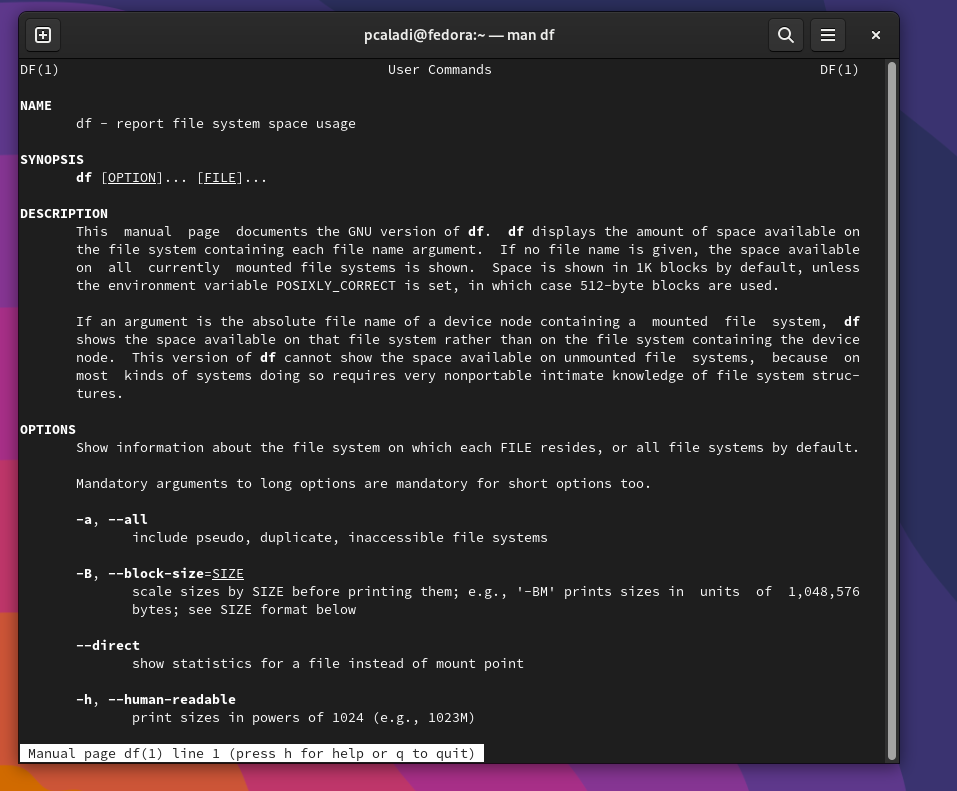 pcaladi@fedora:~ — man df
DF(1) User Commands DF(1)
NAME
df - report file system space usage
SYNOPSIS
df [OPTION]... [FILE]...
DESCRIPTION
This manual page documents the GNU version of df. df displays the amount of space available on
the file system containing each file name argument. If no file name is given, the space available
on all currently mounted file systems is shown. Space is shown in 1K blocks by default, unless
the environment variable POSIXLY_CORRECT is set, in which case 512-byte blocks are used.
If an argument is the absolute file name of a device node containing a mounted file system, df
shows the space available on that file system rather than on the file system containing the device
node. This version of df cannot show the space available on unmounted file systems, because on
most kinds of systems doing so requires very nonportable intimate knowledge of file system struc-
tures.
OPTIONS
Show information about the file system on which each FILE resides, or all file systems by default.
Mandatory arguments to long options are mandatory for short options too.
-a, --all
include pseudo, duplicate, inaccessible file systems
-B, --block-size=SIZE
scale sizes by SIZE before printing them; e.g., '-BM' prints sizes in units of 1,048,576
bytes; see SIZE format below
--direct
show statistics for a file instead of mount point
-h, --human-readable
print sizes in powers of 1024 (e.g., 1023M)
Manual page df(1) line 1 (press h for help or q to quit)